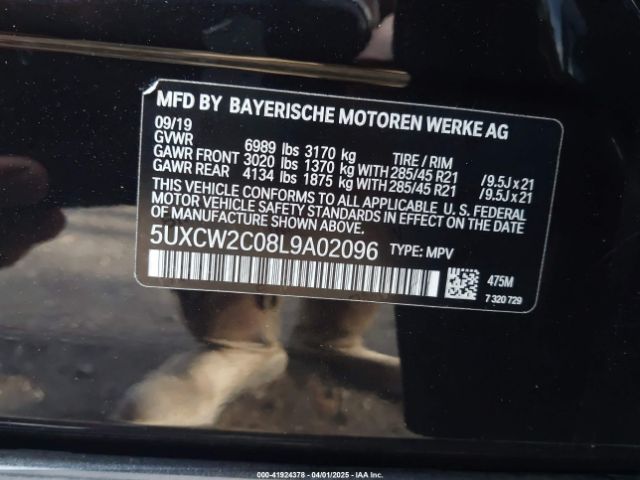 MFD BY BAYERISCHE MOTOREN WERKE AG
09/19
GVWR 6989 lbs 3170 kg TIRE / RIM
GAWR FRONT 3020 lbs 1370 kg WITH 285/45 R21 /9.5J x 21
GAWR REAR 4134 lbs 1875 kg WITH 285/45 R21 /9.5J x 21
THIS VEHICLE CONFORMS TO ALL APPLICABLE U.S. FEDERAL
MOTOR VEHICLE SAFETY STANDARDS IN EFFECT ON THE DATE
OF MANUFACTURE SHOWN ABOVE.
5UXCW2C08L9A02096 TYPE: MPV
475M
7 320 729
000-41924378 - 04/01/2025 - IAA Inc.